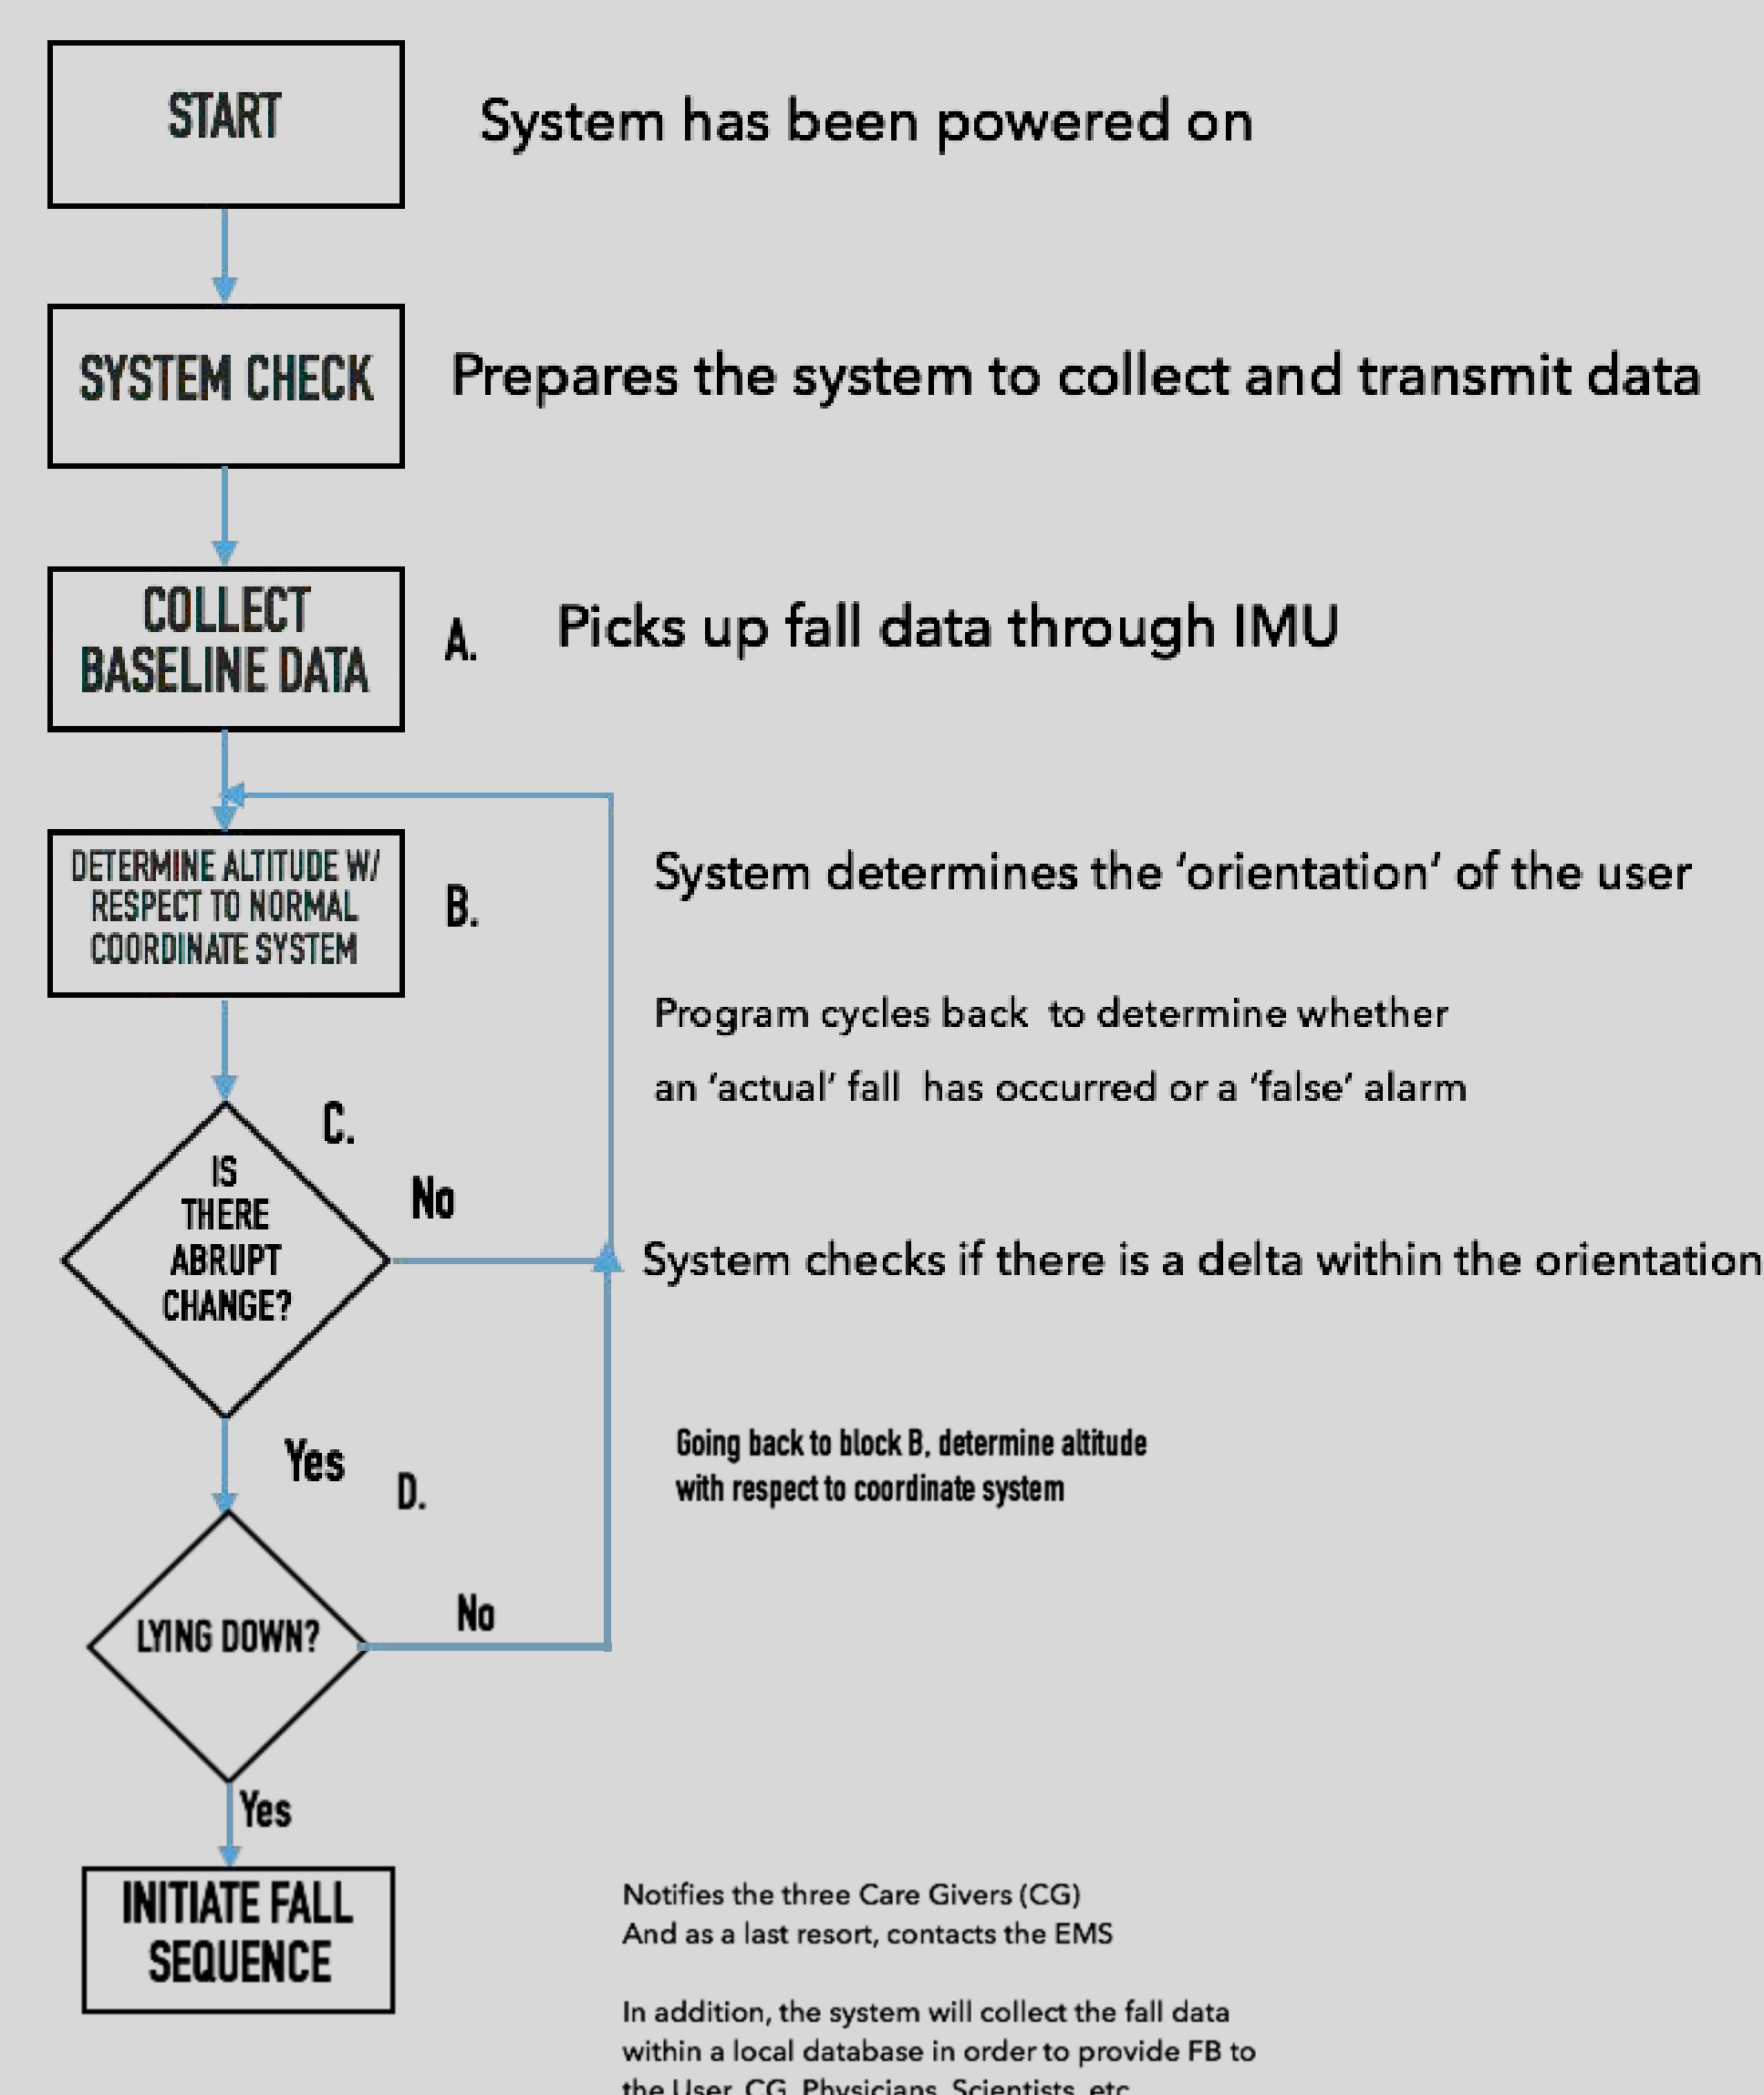 START
System has been powered on
SYSTEM CHECK
Prepares the system to collect and transmit data
COLLECT
BASELINE DATA
A.
Picks up fall data through IMU
DETERMINE ALTITUDE W/
RESPECT TO NORMAL
COORDINATE SYSTEM
B.
System determines the ‘orientation’ of the user
Program cycles back to determine whether
an ‘actual’ fall has occurred or a ‘false’ alarm
C.
IS
THERE
ABRUPT
CHANGE?
No
System checks if there is a delta within the orientation
Yes
Going back to block B, determine altitude
with respect to coordinate system
D.
LYING DOWN?
No
Yes
INITIATE FALL
SEQUENCE
Notifies the three Care Givers (CG)
And as a last resort, contacts the EMS
In addition, the system will collect the fall data
within a local database in order to provide FB to
the User, CG, Physicians, Scientists, etc